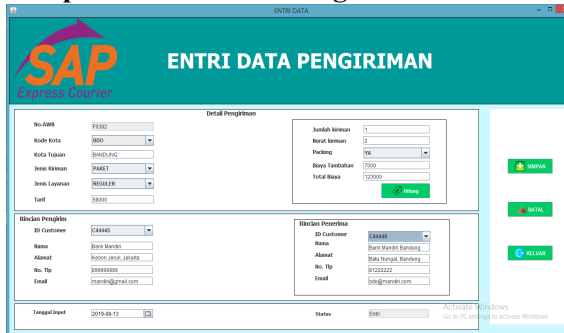 ENTRI DATA
SAP
Express Courier
ENTRI DATA PENGIRIMAN
Detail Pengiriman
No.AWB F0382
Kode Kota BDO
Kota Tujuan BANDUNG
Jenis Kiriman PAKET
Jenis Layanan REGULER
Tarif 58000
Jumlah kiriman 1
Berat kiriman 2
Packing YA
Biaya Tambahan 7000
Total Biaya 123000
Hitung
SIMPAN
BATAL
KELUAR
Rincian Pengirim
ID Customer C44445
Nama Bank Mandiri
Alamat Kebon Jeruk, Jakarta
No. Tlp 899999999
Email mandiri@gmail.com
Rincian Penerima
ID Customer C44446
Nama Bank Mandiri Bandung
Alamat Batu Nungal, Bandung
No. Tlp 81222222
Email bdo@mandiri.com
Tanggal Input 2019-08-13
Status Entri
Activate Windows
Go to PC settings to activate Windows.